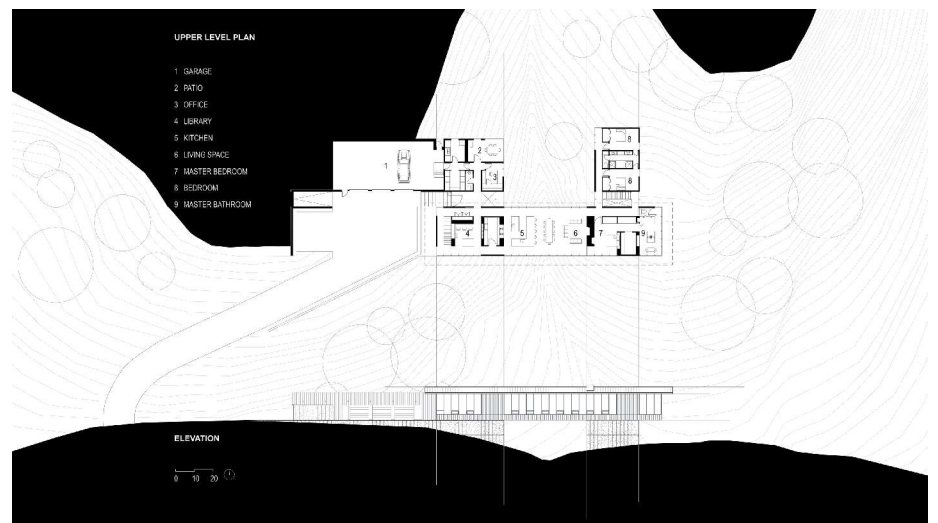 UPPER LEVEL PLAN
1 GARAGE
2 PATIO
3 OFFICE
4 LIBRARY
5 KITCHEN
6 LIVING SPACE
7 MASTER BEDROOM
8 BEDROOM
9 MASTER BATHROOM
2
8
1
3
8
4
5
6
7
9
ELEVATION
0 10 20